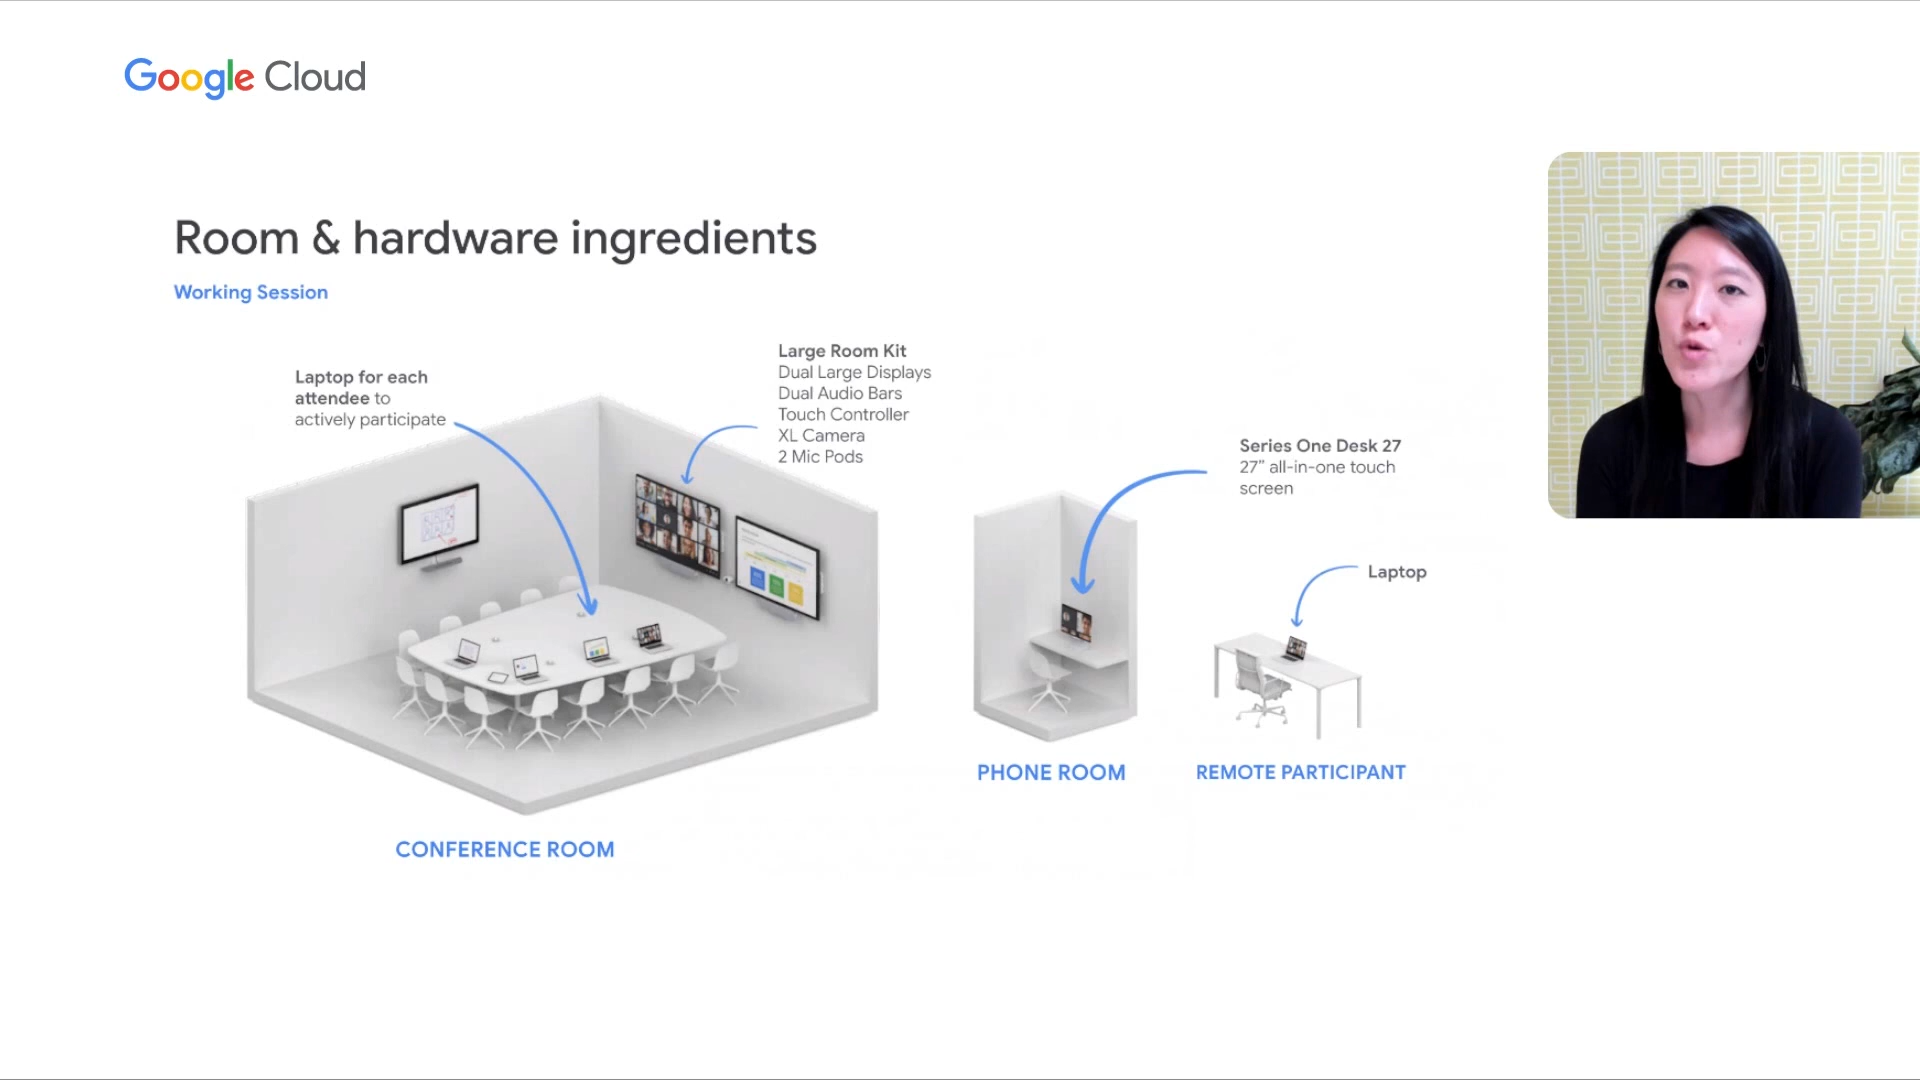 Google Cloud
Room & hardware ingredients
Working Session
Laptop for each
attendee to
actively participate
Large Room Kit
Dual Large Displays
Dual Audio Bars
Touch Controller
XL Camera
2 Mic Pods
Series One Desk 27
27” all-in-one touch
screen
Laptop
PHONE ROOM
REMOTE PARTICIPANT
CONFERENCE ROOM